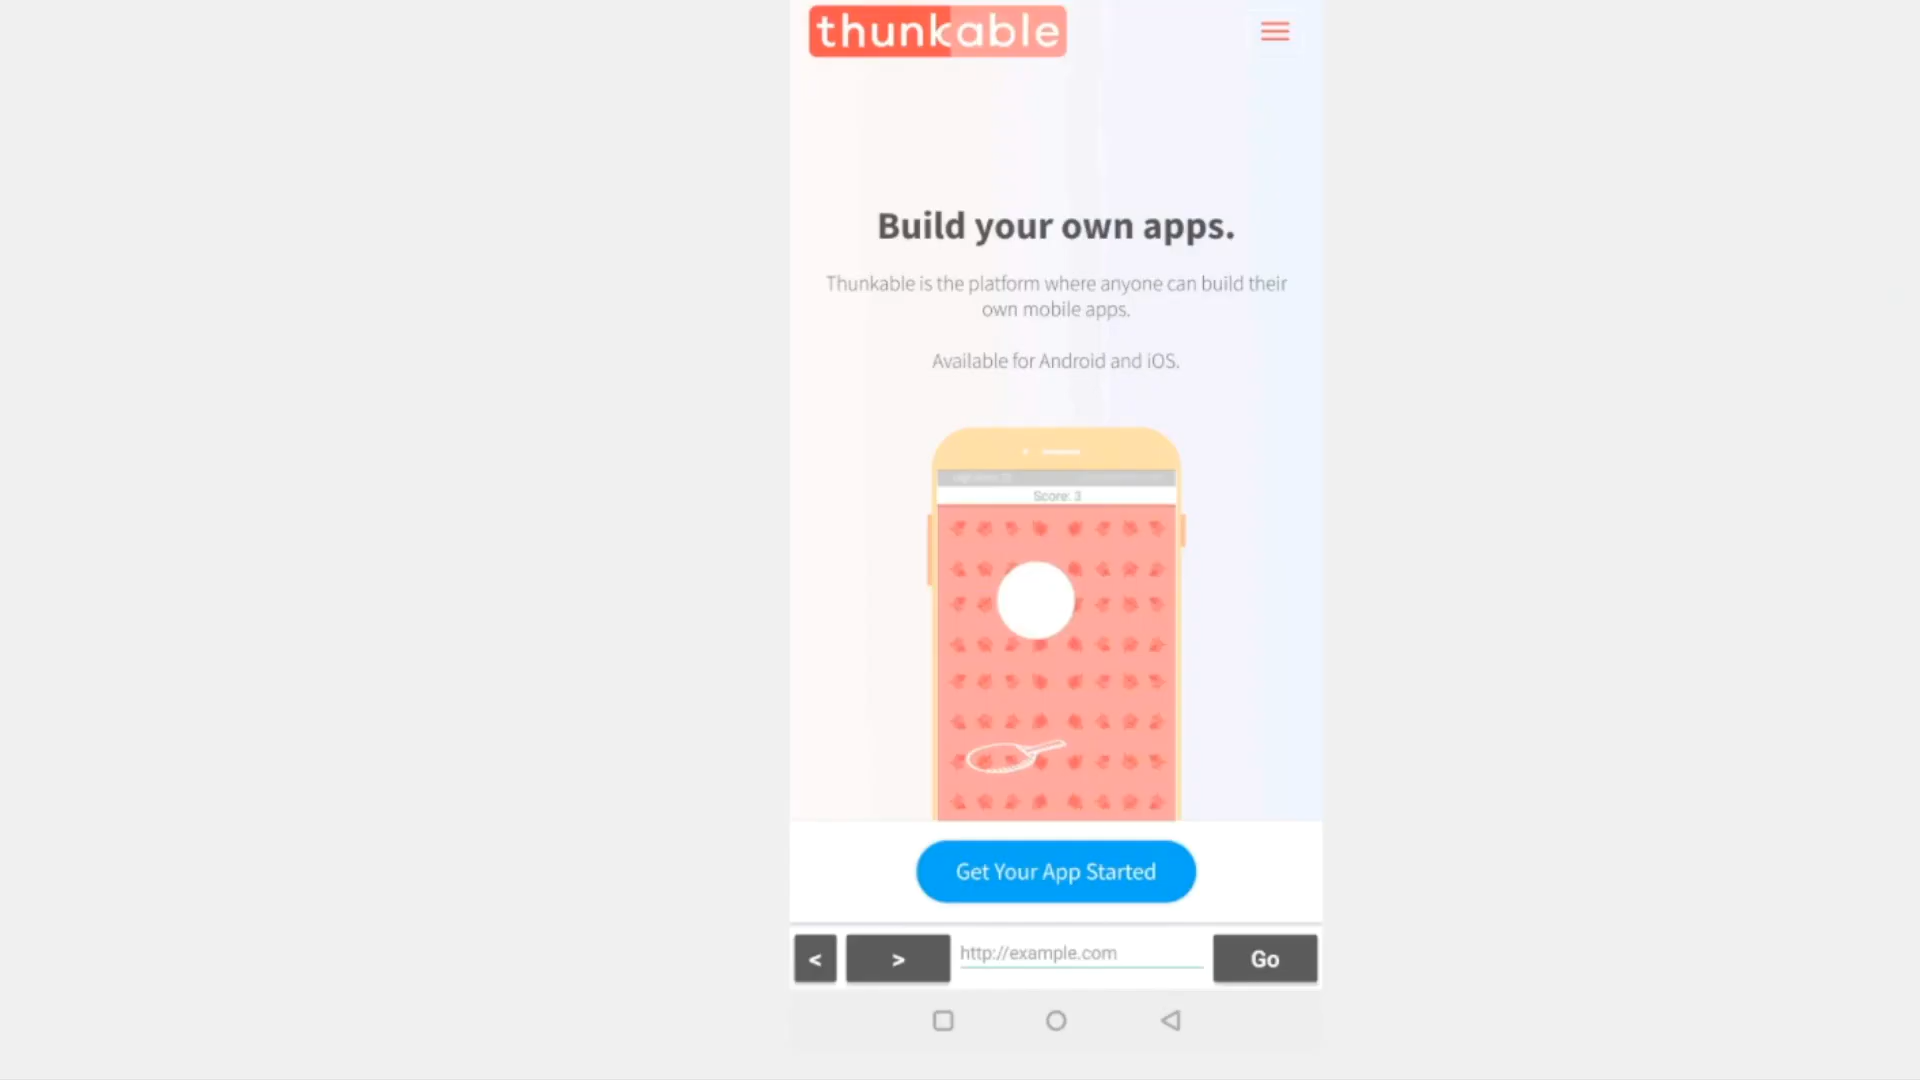 thunkable
Build your own apps.
Thunkable is the platform where anyone can build their
own mobile apps.
Available for Android and iOS.
Score: 3
Get Your App Started
<
>
http://example.com
Go